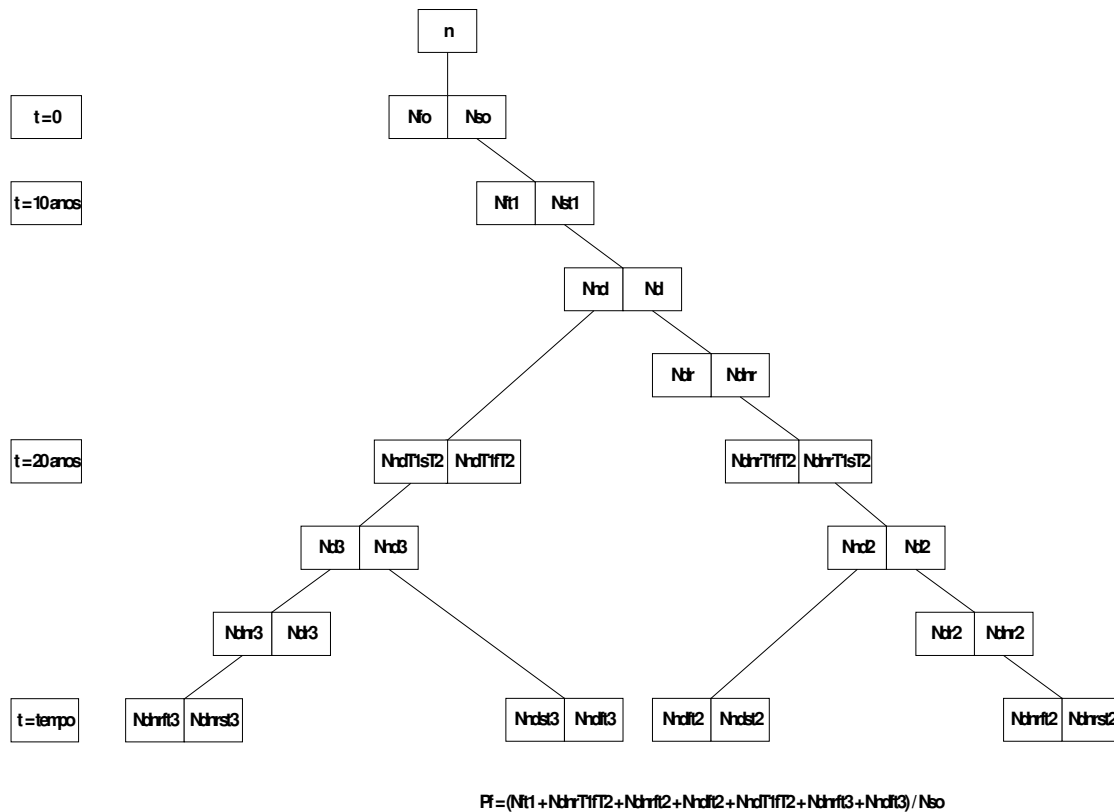 n
t=0
Nfo Nso
t=10anos
Nft1 Nst1
Nnd Nd
Ndr Ndnr
t=20anos
NndT1sT2 NndT1fT2
NdnrT1fT2 NdnrT1sT2
Nd3 Nnd3
Nnd2 Nd2
Ndnr3 Ndr3
Ndr2 Ndnr2
t=tempo
Ndnrft3 Ndnrst3
Nndst3 Nndft3
Nndft2 Nndst2
Ndnrft2 Ndnrst2
Pf=(Nft1+NdnrT1fT2+Ndnrft2+Nndft2+NndT1fT2+Ndnrft3+Nndft3)/Nso